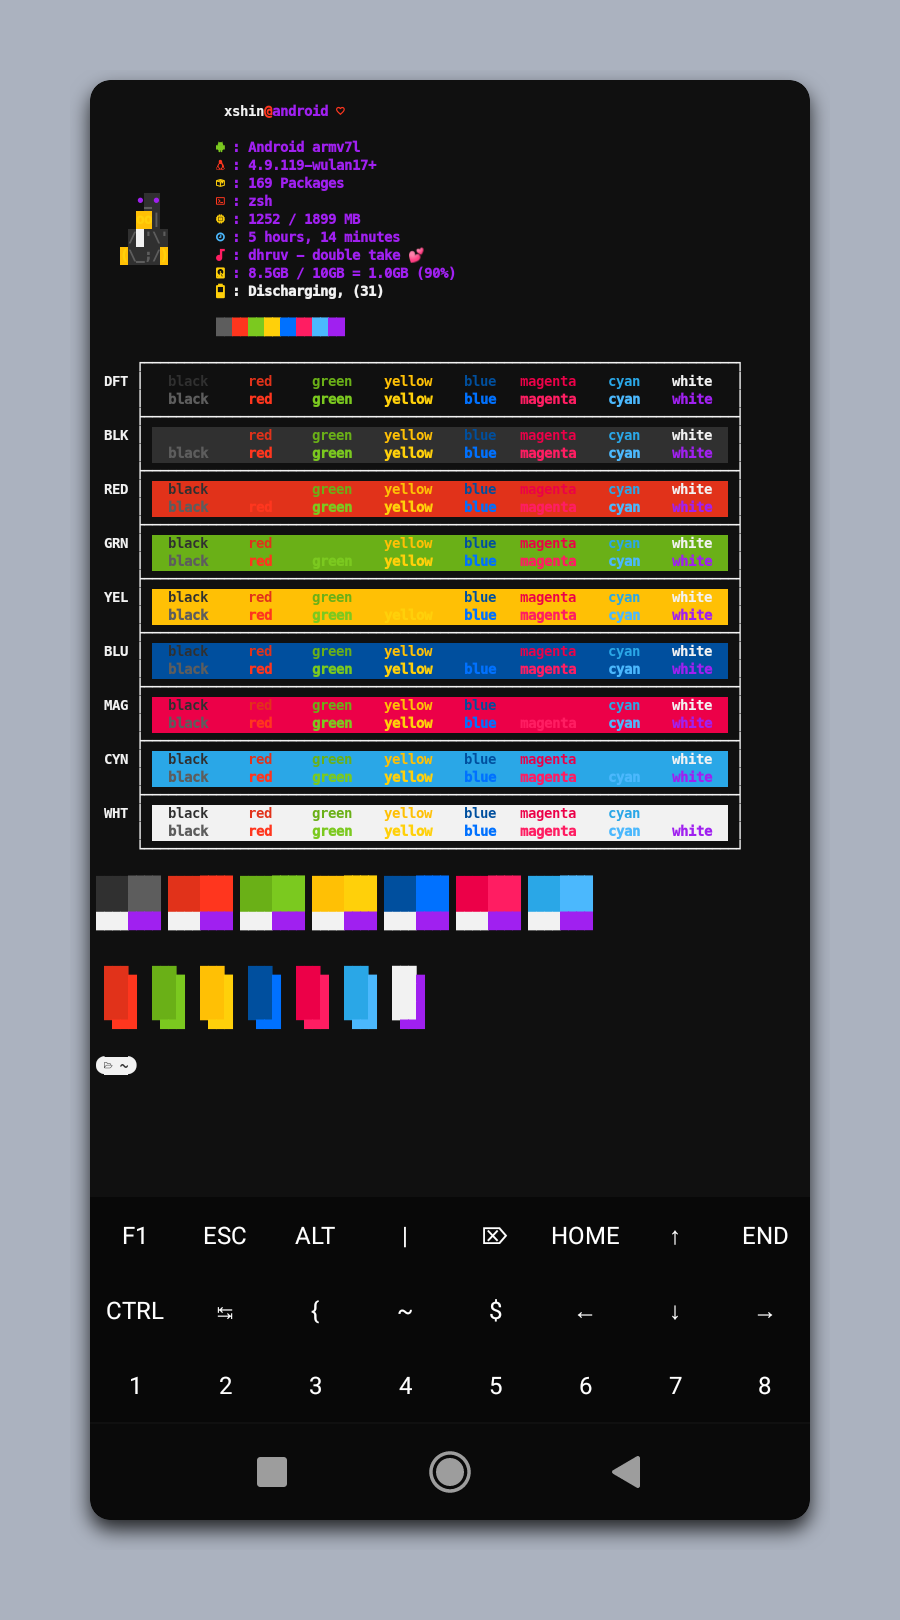 xshin@android ♡
: Android armv7l
: 4.9.119-wulan17+
: 169 Packages
: zsh
: 1252 / 1899 MB
: 5 hours, 14 minutes
: dhruv - double take 💕
: 8.5GB / 10GB = 1.0GB (90%)
: Discharging, (31)
DFT black red green yellow blue magenta cyan white
black red green yellow blue magenta cyan white
BLK red green yellow blue magenta cyan white
black red green yellow blue magenta cyan white
RED black green yellow blue magenta cyan white
black red green yellow blue magenta cyan white
GRN black red yellow blue magenta cyan white
black red green yellow blue magenta cyan white
YEL black red green blue magenta cyan white
black red green yellow blue magenta cyan white
BLU black red green yellow magenta cyan white
black red green yellow blue magenta cyan white
MAG black red green yellow blue cyan white
black red green yellow blue magenta cyan white
CYN black red green yellow blue magenta white
black red green yellow blue magenta cyan white
WHT black red green yellow blue magenta cyan
black red green yellow blue magenta cyan white
~
F1 ESC ALT | ⌦ HOME ↑ END
CTRL ↹ { ~ $ ← ↓ →
1 2 3 4 5 6 7 8